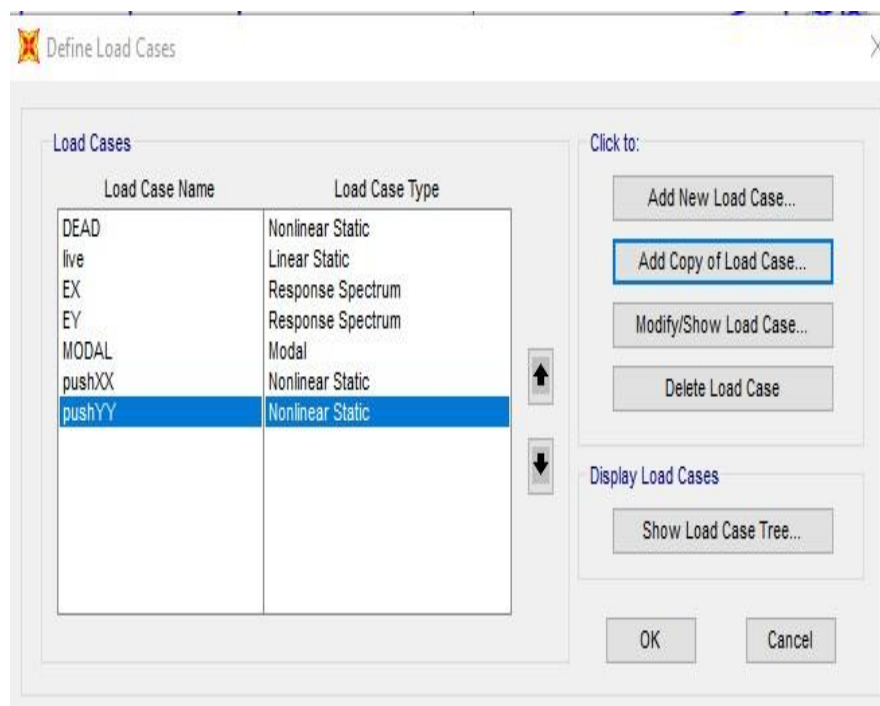 Define Load Cases
Load Cases
Load Case Name Load Case Type
DEAD Nonlinear Static
live Linear Static
EX Response Spectrum
EY Response Spectrum
MODAL Modal
pushXX Nonlinear Static
pushYY Nonlinear Static
Click to:
Add New Load Case...
Add Copy of Load Case...
Modify/Show Load Case...
Delete Load Case
Display Load Cases
Show Load Case Tree...
OK Cancel